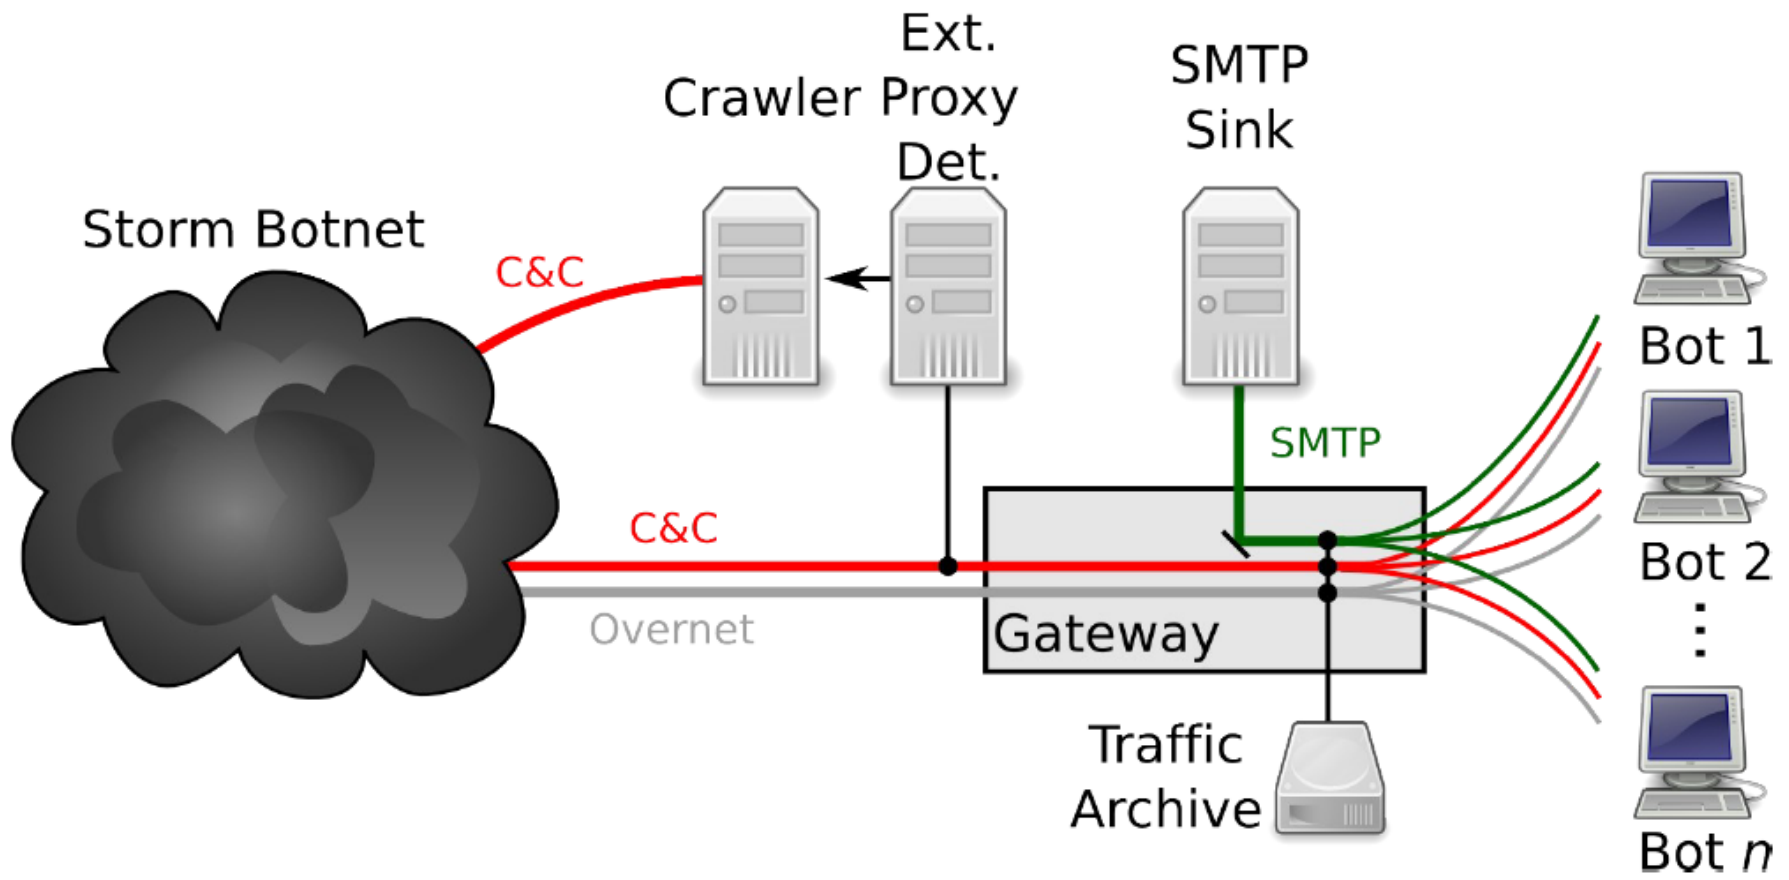 Ext.
Crawler Proxy
Det.
SMTP
Sink
Storm Botnet
C&C
Bot 1
SMTP
C&C
Bot 2
Overnet
Gateway
Traffic
Archive
Bot n